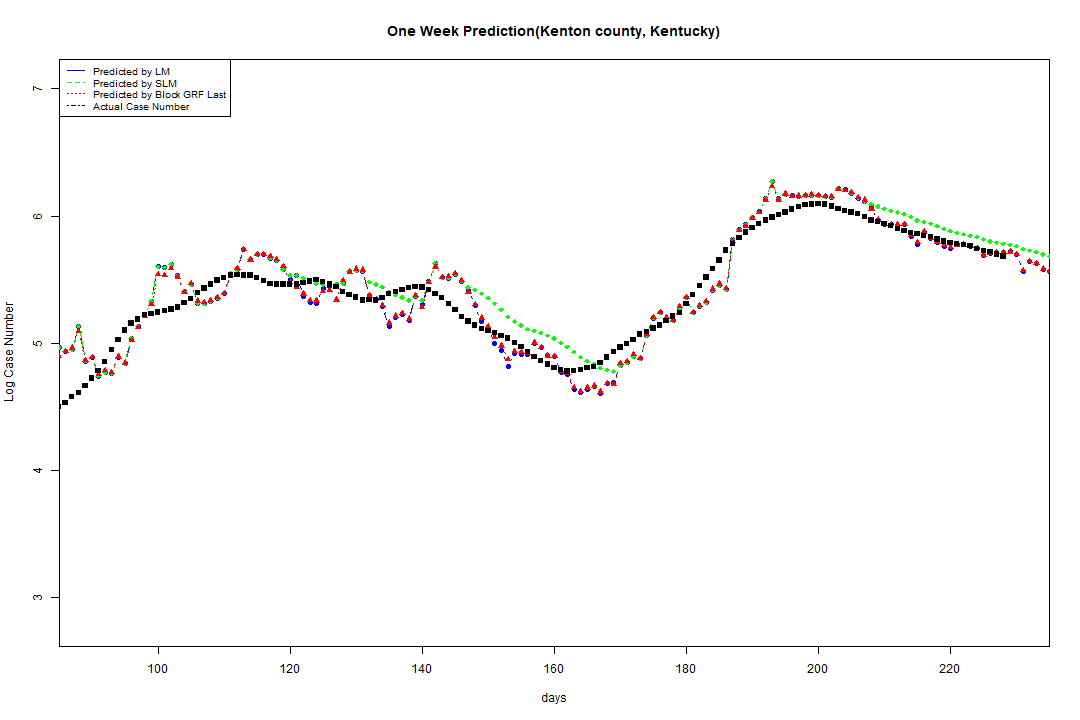 One Week Prediction(Kenton county, Kentucky)
Predicted by LM
Predicted by SLM
Predicted by Block GRF Last
Actual Case Number
7
6
5
4
3
Log Case Number
100 120 140 160 180 200 220
days